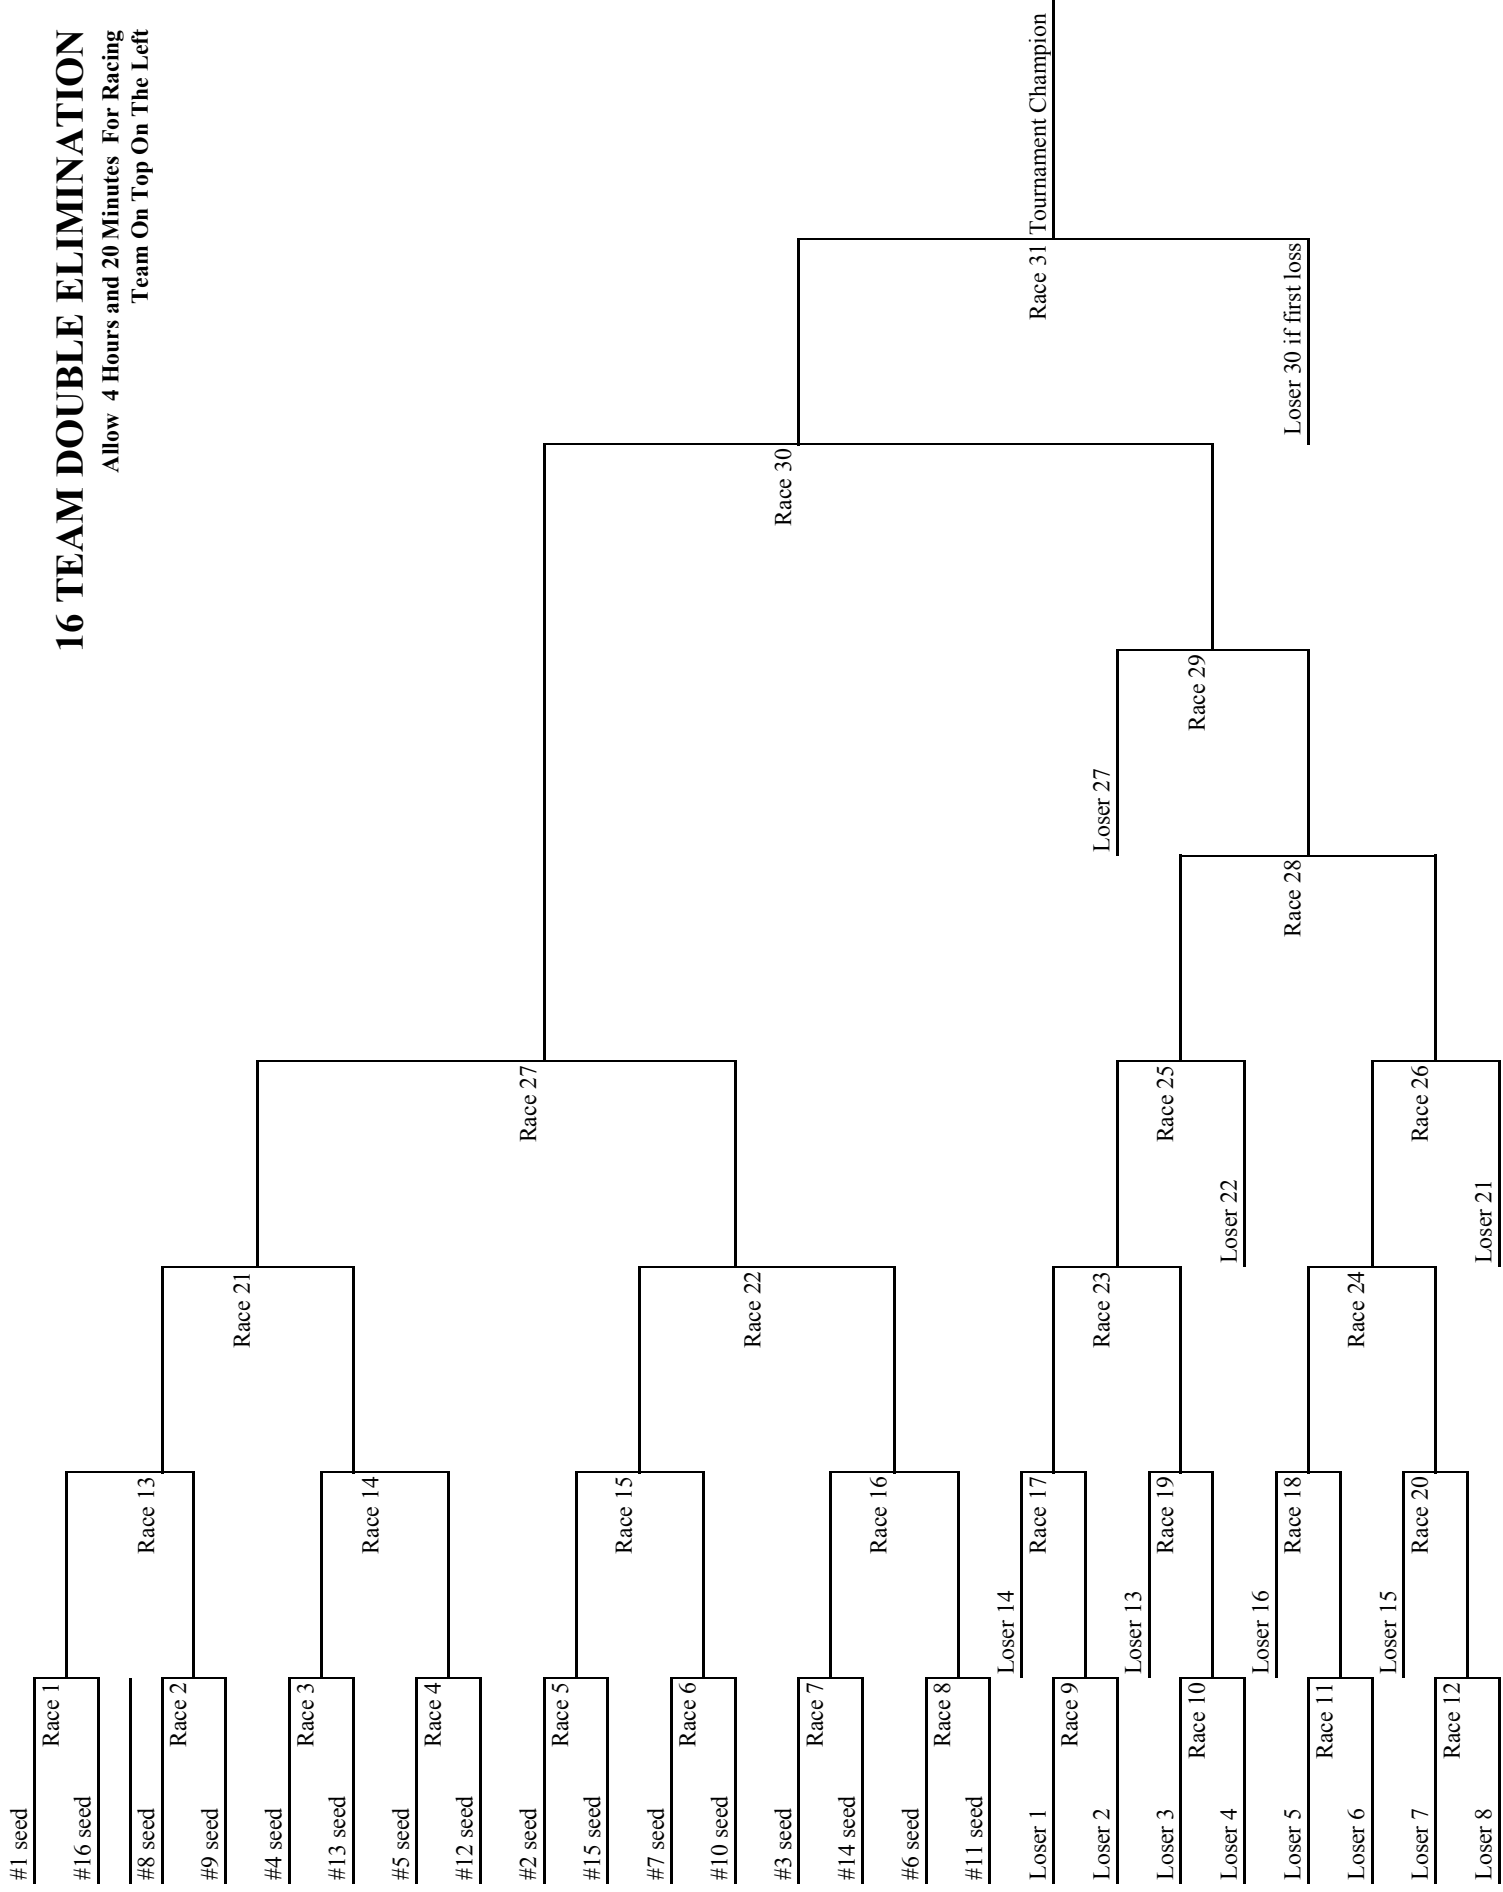 16 TEAM DOUBLE ELIMINATION
Allow 4 Hours and 20 Minutes For Racing
Team On Top On The Left
#1 seed
#16 seed
#8 seed
#9 seed
#4 seed
#13 seed
#5 seed
#12 seed
#2 seed
#15 seed
#7 seed
#10 seed
#3 seed
#14 seed
#6 seed
#11 seed
Loser 1
Loser 2
Loser 3
Loser 4
Loser 5
Loser 6
Loser 7
Loser 8
Race 1
Race 2
Race 3
Race 4
Race 5
Race 6
Race 7
Race 8
Race 9
Race 10
Race 11
Race 12
Loser 14
Loser 13
Loser 16
Loser 15
Race 13
Race 14
Race 15
Race 16
Race 17
Race 19
Race 18
Race 20
Race 21
Race 22
Race 23
Race 24
Loser 22
Loser 21
Race 27
Race 25
Race 26
Race 28
Loser 27
Race 29
Race 30
Loser 30 if first loss
Race 31
Tournament Champion